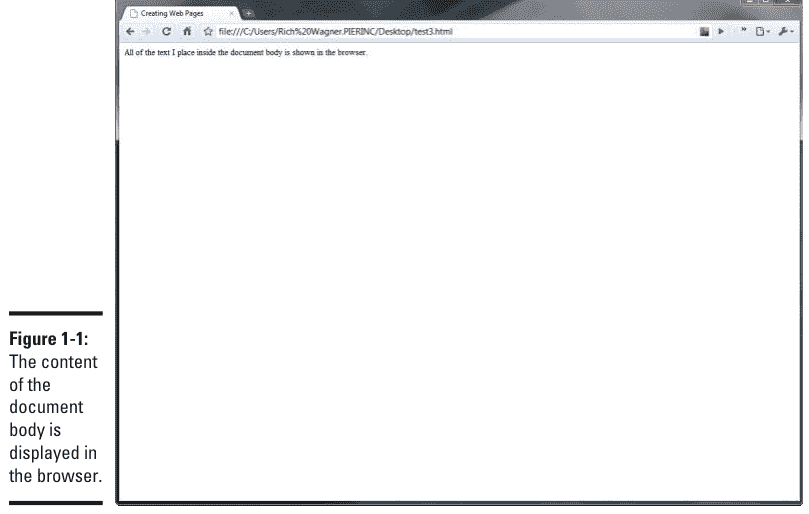 Creating Web Pages
file:///C:/Users/Rich%20Wagner.PIERINC/Desktop/test3.html
All of the text I place inside the document body is shown in the browser.
Figure 1-1:
The content
of the
document
body is
displayed in
the browser.